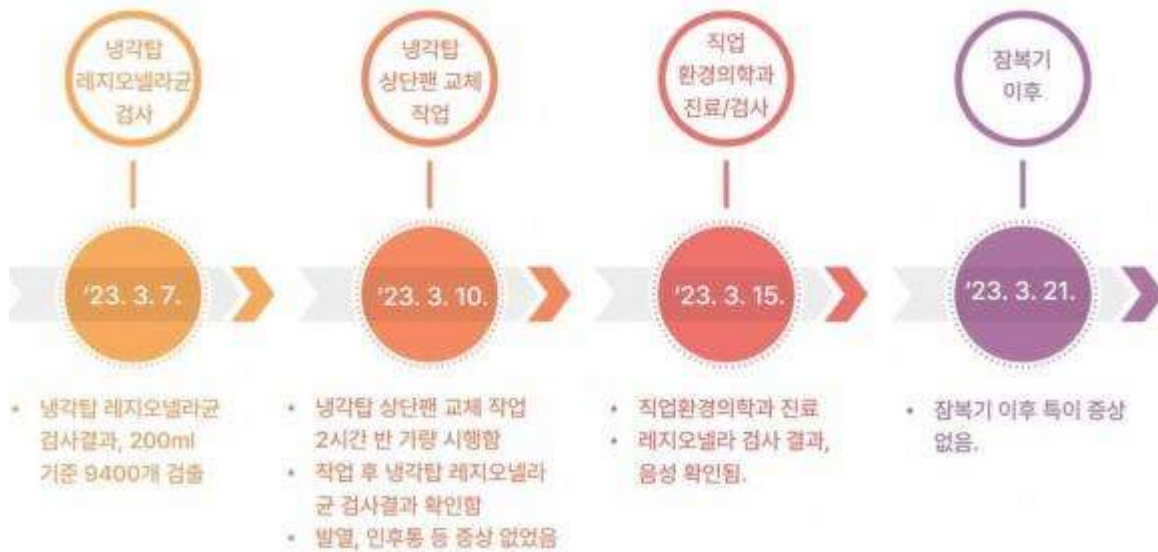 냉각탑
레지오넬라균
검사
냉각탑
상단팬 교체
작업
직업
환경의학과
진료/검사
잠복기
이후
'23. 3. 7.
'23. 3. 10.
'23. 3. 15.
'23. 3. 21.
• 냉각탑 레지오넬라균
검사결과, 200ml
기준 9400개 검출
• 냉각탑 상단팬 교체 작업
2시간 반 가량 시행함
• 작업 후 냉각탑 레지오넬라
균 검사결과 확인함
• 발열, 인후통 등 증상 없었음
• 직업환경의학과 진료
• 레지오넬라 검사 결과,
음성 확인됨.
• 잠복기 이후 특이 증상
없음.